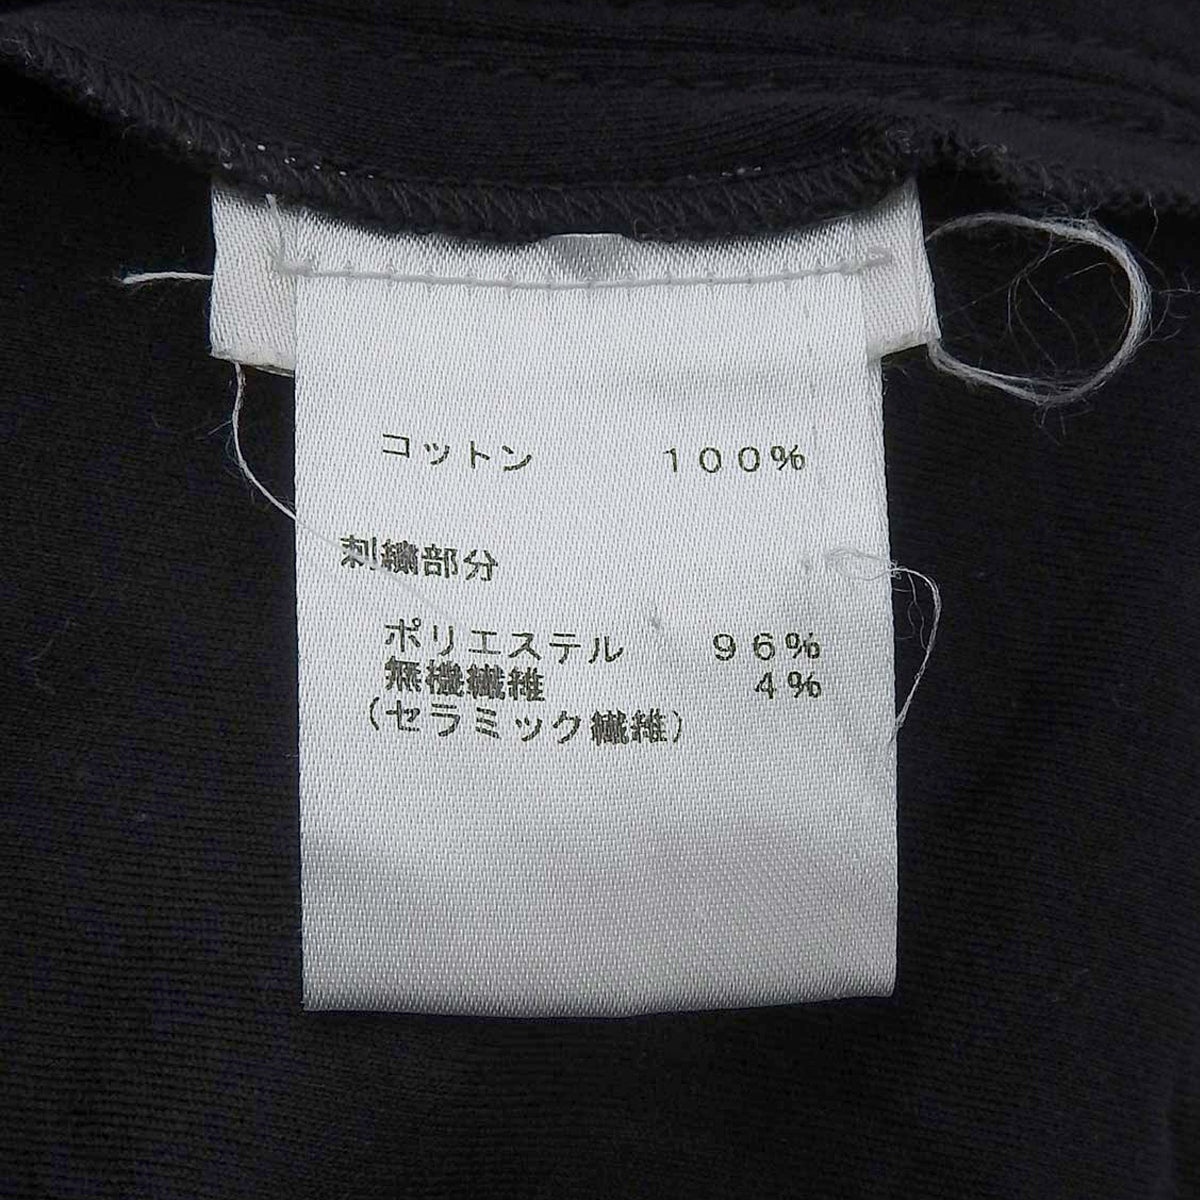 コットン １００％
刺繍部分
ポリエステル ９６％
無機繊維 ４％
（セラミック繊維）